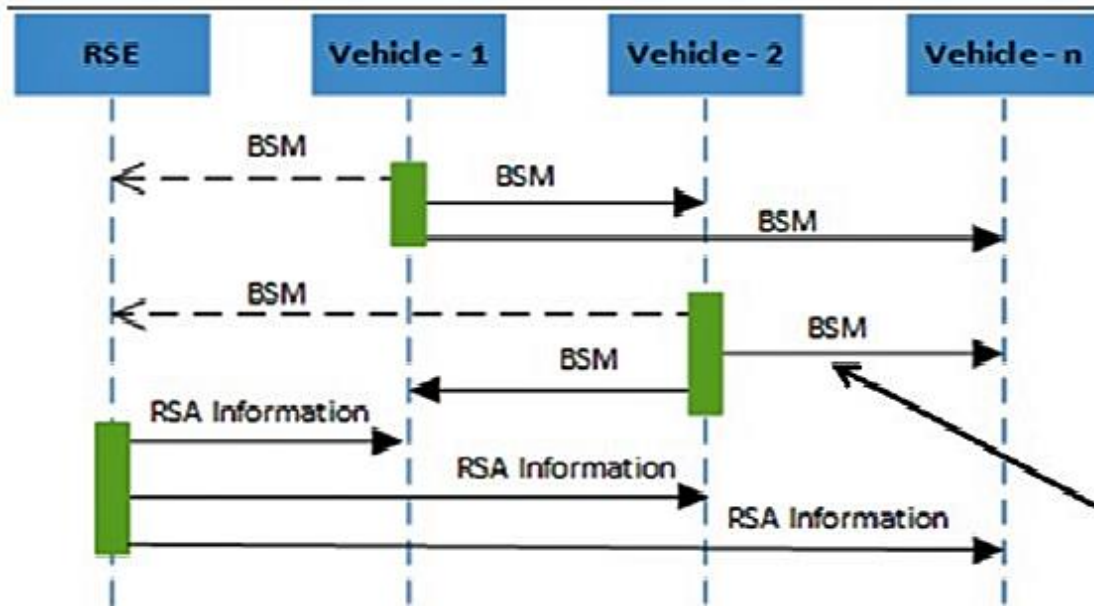 RSE
Vehicle - 1
Vehicle - 2
Vehicle - n
BSM
BSM
BSM
BSM
BSM
BSM
RSA Information
RSA Information
RSA Information